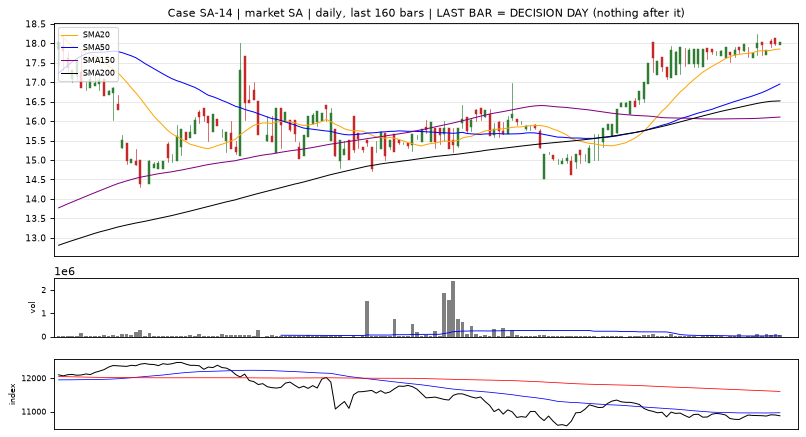 Case SA-14 | market SA | daily, last 160 bars | LAST BAR = DECISION DAY (nothing after it)
SMA20
SMA50
SMA150
SMA200
18.5
18.0
17.5
17.0
16.5
16.0
15.5
15.0
14.5
14.0
13.5
13.0
1e6
2
1
0
vol
12000
11000
index